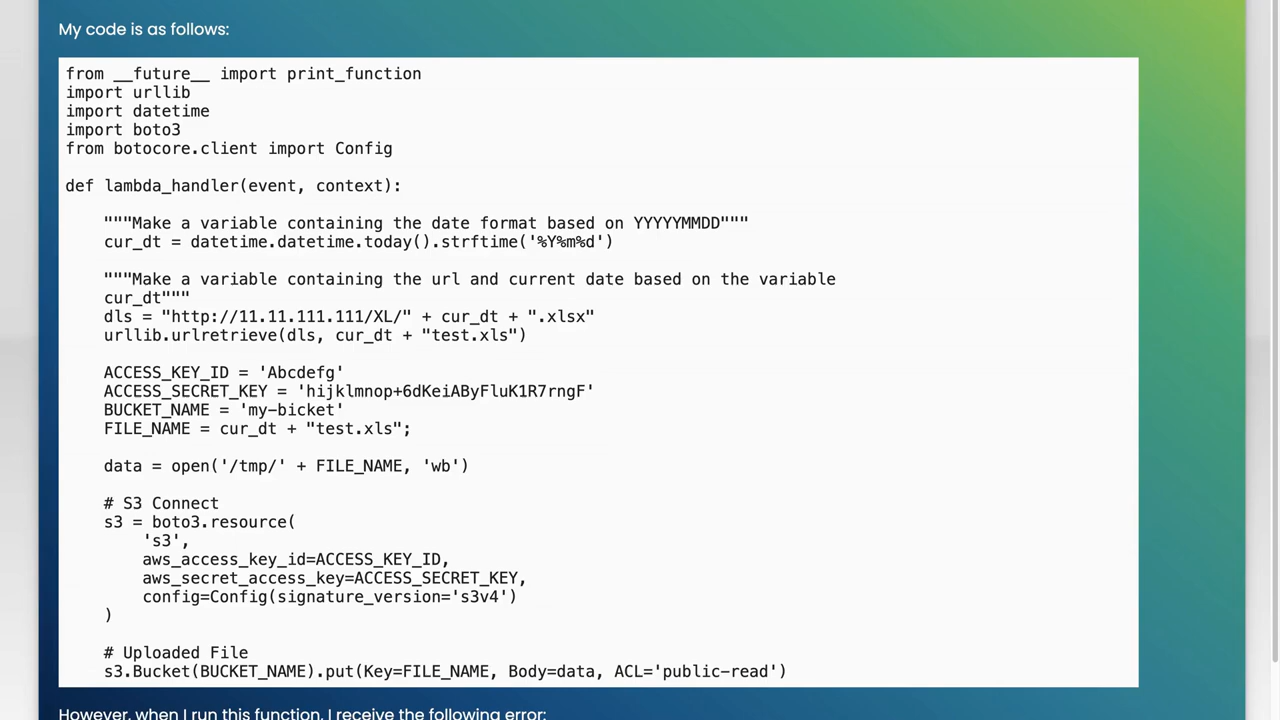 My code is as follows:
from __future__ import print_function
import urllib
import datetime
import boto3
from botocore.client import Config
def lambda_handler(event, context):
"""Make a variable containing the date format based on YYYYYMMDD"""
cur_dt = datetime.datetime.today().strftime('%Y%m%d')
"""Make a variable containing the url and current date based on the variable
cur_dt"""
dls = "http://11.11.111.111/XL/" + cur_dt + ".xlsx"
urllib.urlretrieve(dls, cur_dt + "test.xls")
ACCESS_KEY_ID = 'Abcdefg'
ACCESS_SECRET_KEY = 'hijklmnop+6dKeiAByFluK1R7rngF'
BUCKET_NAME = 'my-bicket'
FILE_NAME = cur_dt + "test.xls";
data = open('/tmp/' + FILE_NAME, 'wb')
# S3 Connect
s3 = boto3.resource(
's3',
aws_access_key_id=ACCESS_KEY_ID,
aws_secret_access_key=ACCESS_SECRET_KEY,
config=Config(signature_version='s3v4')
)
# Uploaded File
s3.Bucket(BUCKET_NAME).put(Key=FILE_NAME, Body=data, ACL='public-read')
However, when I run this function, I receive the following error: